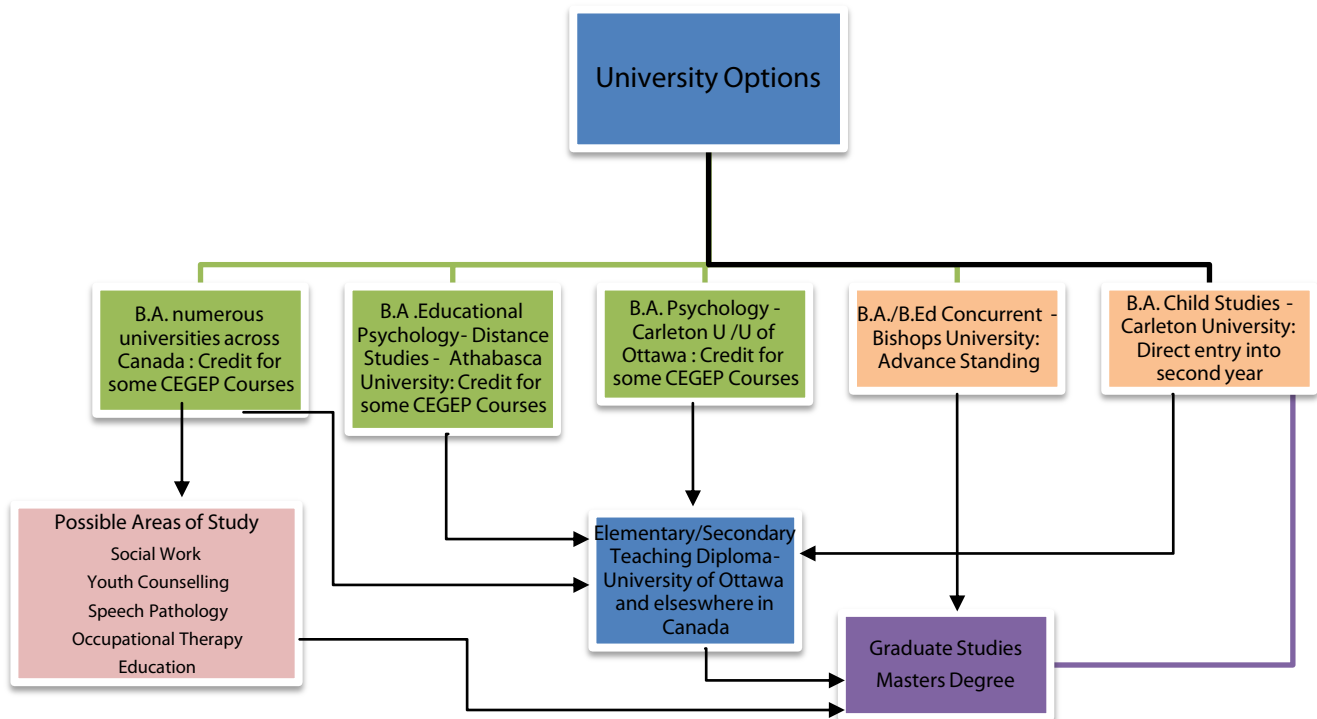 University Options
B.A. numerous
universities across
Canada : Credit for
some CEGEP Courses
B.A .Educational
Psychology- Distance
Studies - Athabasca
University: Credit for
some CEGEP Courses
B.A. Psychology -
Carleton U /U of
Ottawa : Credit for
some CEGEP Courses
B.A./B.Ed Concurrent -
Bishops University:
Advance Standing
B.A. Child Studies -
Carleton University:
Direct entry into
second year
Possible Areas of Study
Social Work
Youth Counselling
Speech Pathology
Occupational Therapy
Education
Elementary/Secondary
Teaching Diploma-
University of Ottawa
and elseswhere in
Canada
Graduate Studies
Masters Degree